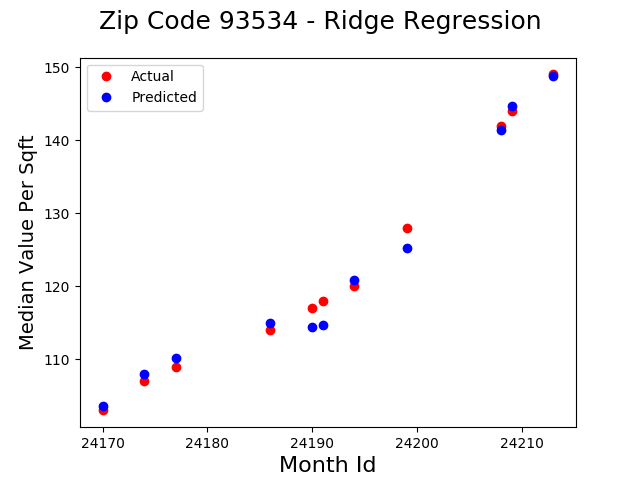 Zip Code 93534 - Ridge Regression
Actual
Predicted
Median Value Per Sqft
150
140
130
120
110
24170
24180
24190
24200
24210
Month Id